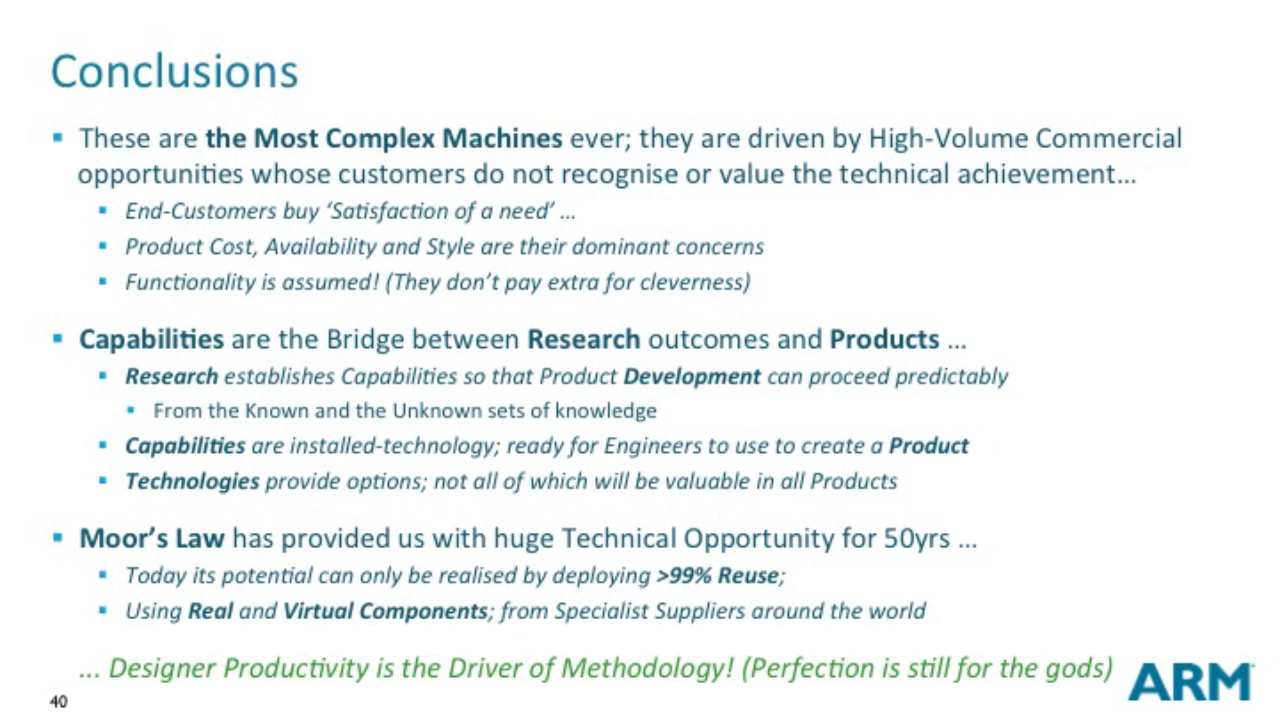 Conclusions
▪ These are the Most Complex Machines ever; they are driven by High-Volume Commercial
opportunities whose customers do not recognise or value the technical achievement…
▪ End-Customers buy ‘Satisfaction of a need’ …
▪ Product Cost, Availability and Style are their dominant concerns
▪ Functionality is assumed! (They don’t pay extra for cleverness)
▪ Capabilities are the Bridge between Research outcomes and Products …
▪ Research establishes Capabilities so that Product Development can proceed predictably
▪ From the Known and the Unknown sets of knowledge
▪ Capabilities are installed-technology; ready for Engineers to use to create a Product
▪ Technologies provide options; not all of which will be valuable in all Products
▪ Moor’s Law has provided us with huge Technical Opportunity for 50yrs …
▪ Today its potential can only be realised by deploying >99% Reuse;
▪ Using Real and Virtual Components; from Specialist Suppliers around the world
... Designer Productivity is the Driver of Methodology! (Perfection is still for the gods)
ARM
40